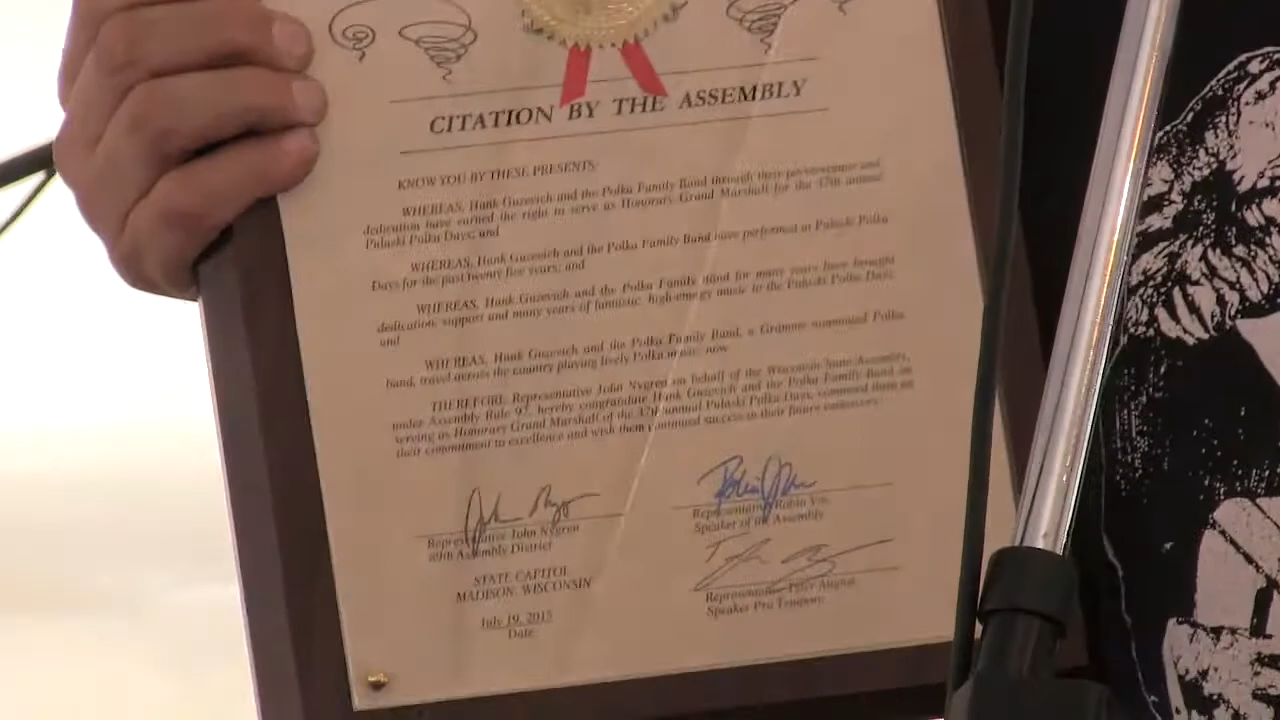 CITATION BY THE ASSEMBLY
KNOW YOU BY THESE PRESENTS:
WHEREAS, Hank Guzevich and the Polka Family Band through their perseverance and
dedication have earned the right to serve as Honorary Grand Marshall for the 37th annual
Pulaski Polka Days; and
WHEREAS, Hank Guzevich and the Polka Family Band have performed at Pulaski Polka
Days for the past twenty five years; and
WHEREAS, Hank Guzevich and the Polka Family Band for many years have brought
dedication, support and many years of fantastic, high-energy music to the Pulaski Polka Days;
and
WHEREAS, Hank Guzevich and the Polka Family Band, a Grammy nominated Polka
band, travel across the country playing lively Polka music; now
THEREFORE, Representative John Nygren on behalf of the Wisconsin State Assembly,
under Assembly Rule 97, hereby congratulate Hank Guzevich and the Polka Family Band on
serving as Honorary Grand Marshall of the 37th annual Pulaski Polka Days, commend them on
their commitment to excellence and wish them continued success in their future endeavors.
Representative John Nygren
89th Assembly District
Representative Robin Vos
Speaker of the Assembly
STATE CAPITOL
MADISON, WISCONSIN
Representative Tyler August
Speaker Pro Tempore
July 19, 2015
Date